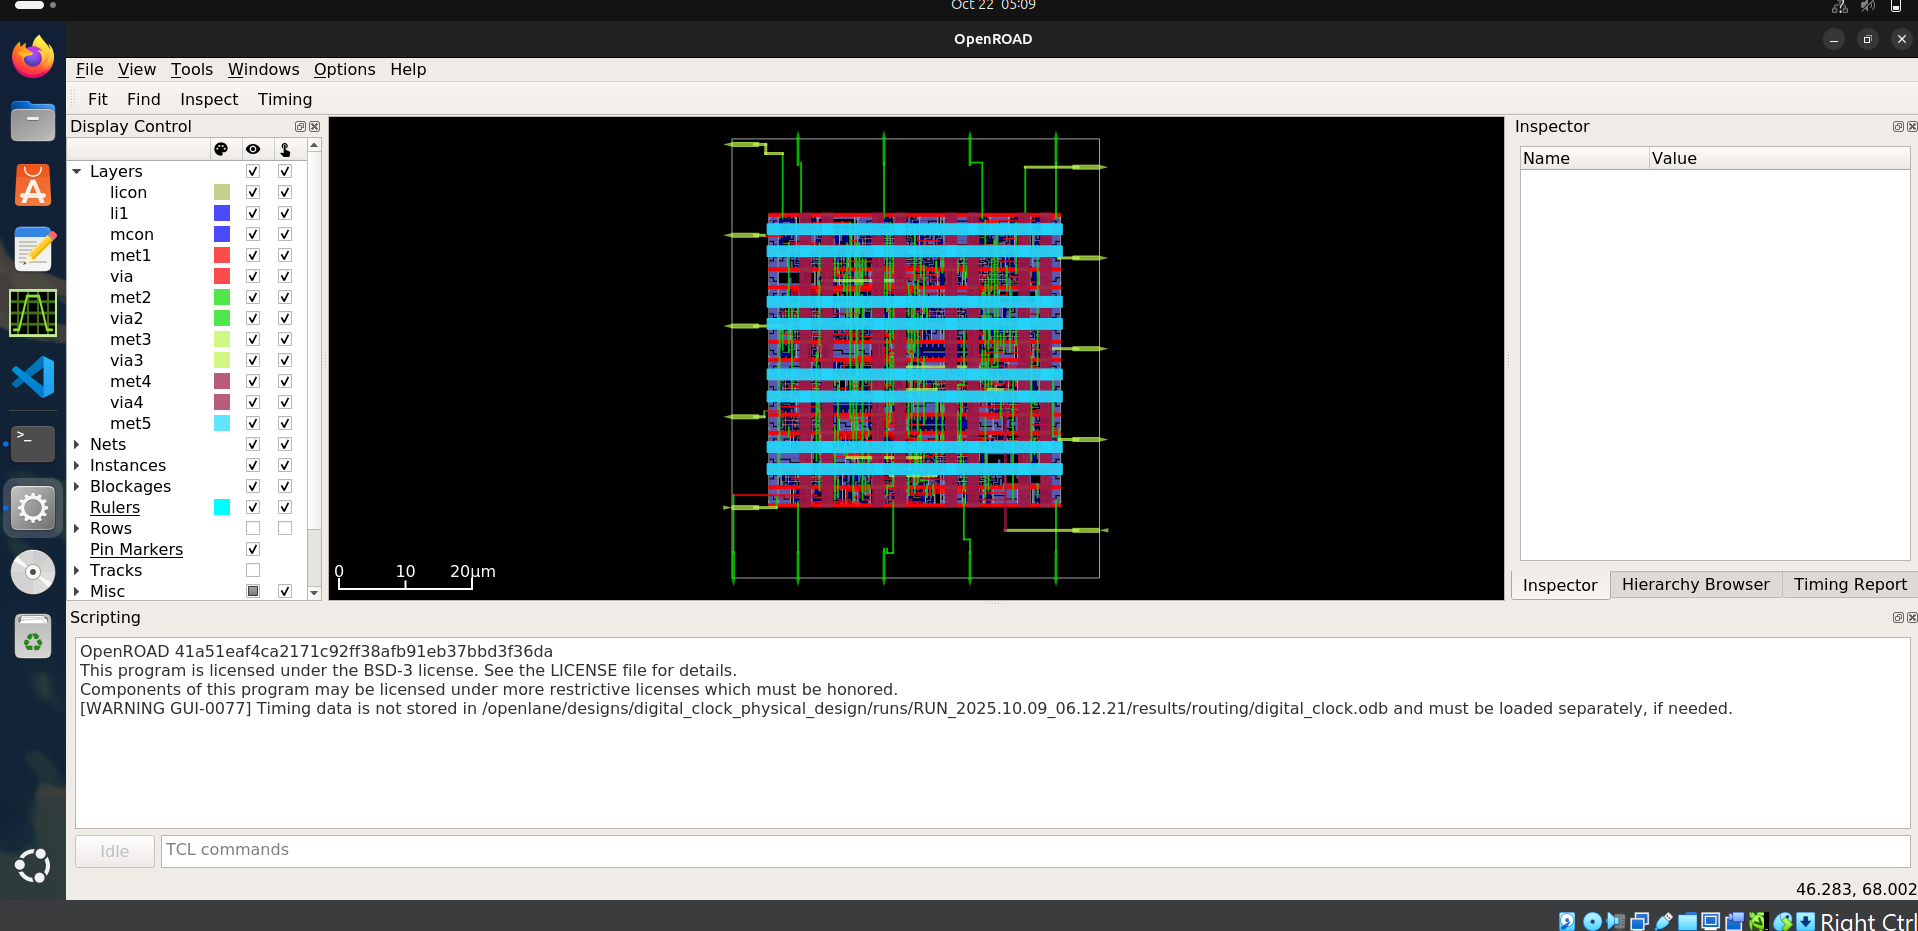 Oct 22 05:09
OpenROAD
File View Tools Windows Options Help
Fit Find Inspect Timing
Display Control
Layers
licon
li1
mcon
met1
via
met2
via2
met3
via3
met4
via4
met5
Nets
Instances
Blockages
Rulers
Rows
Pin Markers
Tracks
Misc
0 10 20μm
Inspector
Name Value
Inspector Hierarchy Browser Timing Report
Scripting
OpenROAD 41a51eaf4ca2171c92ff38afb91eb37bbd3f36da
This program is licensed under the BSD-3 license. See the LICENSE file for details.
Components of this program may be licensed under more restrictive licenses which must be honored.
[WARNING GUI-0077] Timing data is not stored in /openlane/designs/digital_clock_physical_design/runs/RUN_2025.10.09_06.12.21/results/routing/digital_clock.odb and must be loaded separately, if needed.
Idle TCL commands
46.283, 68.002
Right Ctrl